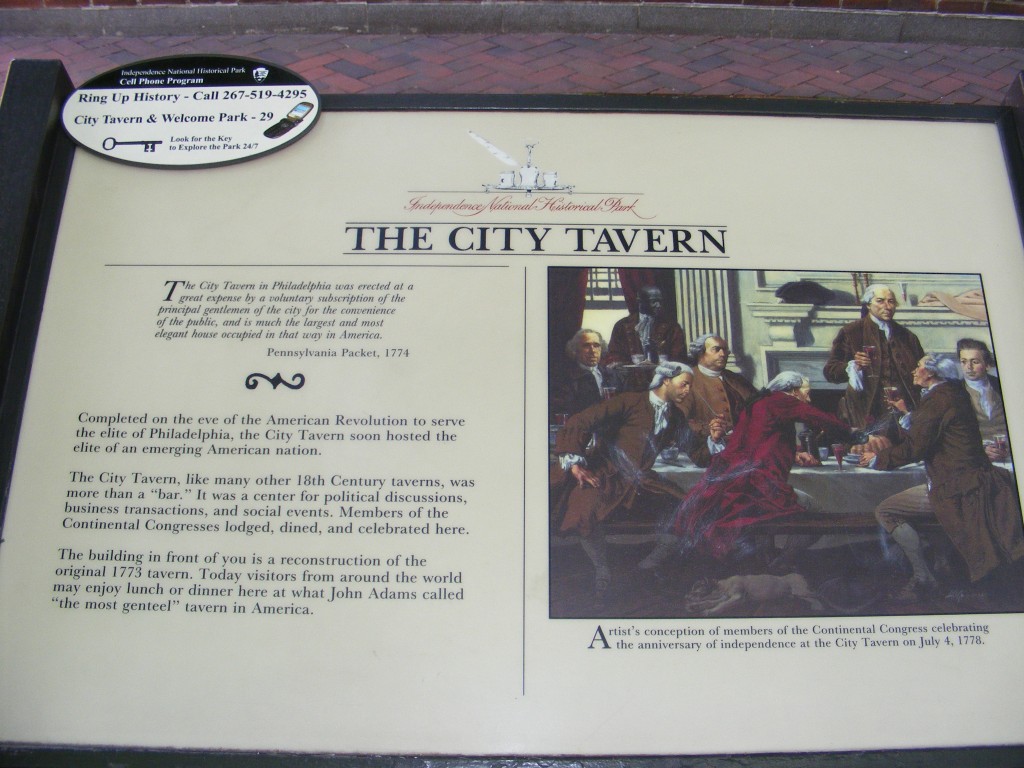 Independence National Historical Park
Cell Phone Program
Ring Up History - Call 267-519-4295
City Tavern & Welcome Park - 29
Look for the Key
to Explore the Park 24/7
Independence National Historical Park
THE CITY TAVERN
The City Tavern in Philadelphia was erected at a
great expense by a voluntary subscription of the
principal gentlemen of the city for the convenience
of the public, and is much the largest and most
elegant house occupied in that way in America.
Pennsylvania Packet, 1774
Completed on the eve of the American Revolution to serve
the elite of Philadelphia, the City Tavern soon hosted the
elite of an emerging American nation.
The City Tavern, like many other 18th Century taverns, was
more than a "bar." It was a center for political discussions,
business transactions, and social events. Members of the
Continental Congresses lodged, dined, and celebrated here.
The building in front of you is a reconstruction of the
original 1773 tavern. Today visitors from around the world
may enjoy lunch or dinner here at what John Adams called
"the most genteel" tavern in America.
Artist's conception of members of the Continental Congress celebrating
the anniversary of independence at the City Tavern on July 4, 1778.